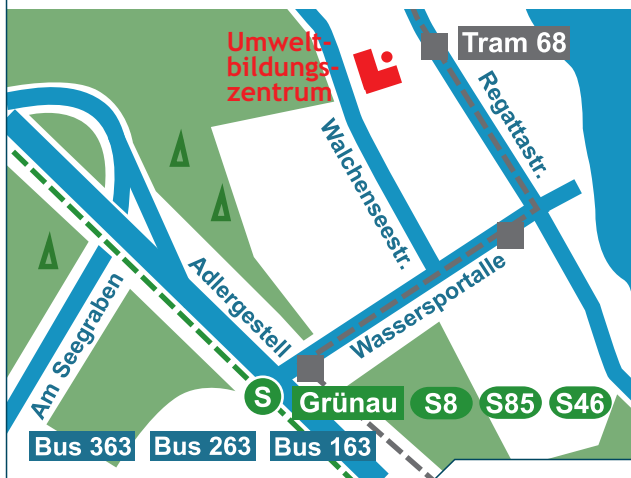 Umwelt-
bildungs-
zentrum
Tram 68
Regattastr.
Walchenseestr.
Wassersportalle
Adlergestell
Am Seegraben
S
Grünau
S8
S85
S46
Bus 363
Bus 263
Bus 163